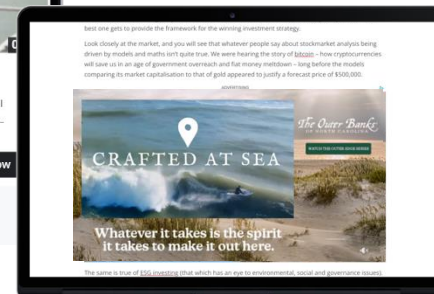 best one gets to provide the framework for the winning investment strategy.
Look closely at the market, and you will see that whatever people say about stockmarket analysis being
driven by models and maths isn't quite true. We were hearing the story of bitcoin – how cryptocurrencies
will save us in an age of government overreach and fiat money meltdown – long before the models
comparing its market capitalisation to that of gold appeared to justify a forecast price of $500,000.
ADVERTISING
The Outer Banks
OF NORTH CAROLINA
CRAFTED AT SEA
Whatever it takes is the spirit
it takes to make it out here.
The same is true of ESG investing (that which has an eye to environmental, social and governance issues).